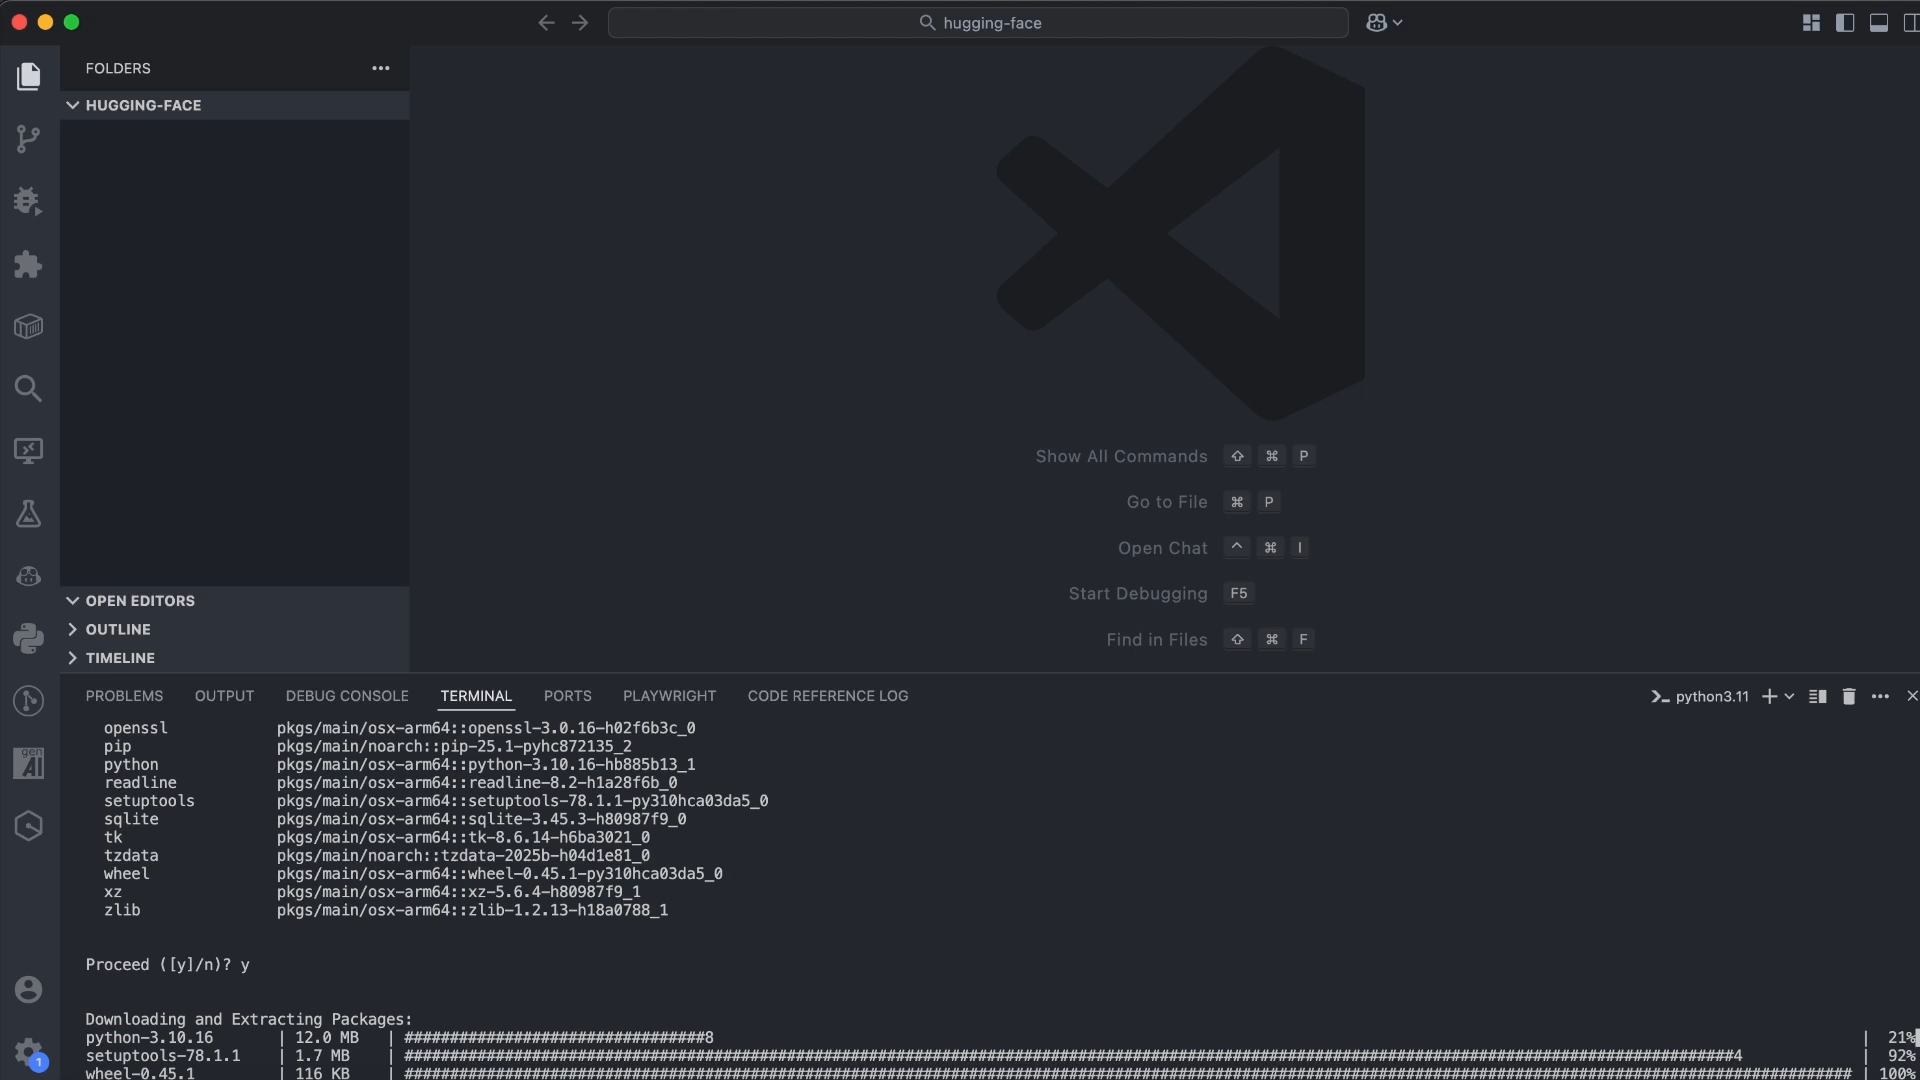 hugging-face
FOLDERS
HUGGING-FACE
Show All Commands ⇧ ⌘ P
Go to File ⌘ P
Open Chat ^ ⌘ I
Start Debugging F5
Find in Files ⇧ ⌘ F
OPEN EDITORS
OUTLINE
TIMELINE
gen AI
1
PROBLEMS OUTPUT DEBUG CONSOLE TERMINAL PORTS PLAYWRIGHT CODE REFERENCE LOG python3.11
openssl pkgs/main/osx-arm64::openssl-3.0.16-h02f6b3c_0
pip pkgs/main/noarch::pip-25.1-pyhc872135_2
python pkgs/main/osx-arm64::python-3.10.16-hb885b13_1
readline pkgs/main/osx-arm64::readline-8.2-h1a28f6b_0
setuptools pkgs/main/osx-arm64::setuptools-78.1.1-py310hca03da5_0
sqlite pkgs/main/osx-arm64::sqlite-3.45.3-h80987f9_0
tk pkgs/main/osx-arm64::tk-8.6.14-h6ba3021_0
tzdata pkgs/main/noarch::tzdata-2025b-h04d1e81_0
wheel pkgs/main/osx-arm64::wheel-0.45.1-py310hca03da5_0
xz pkgs/main/osx-arm64::xz-5.6.4-h80987f9_1
zlib pkgs/main/osx-arm64::zlib-1.2.13-h18a0788_1
Proceed ([y]/n)? y
Downloading and Extracting Packages:
python-3.10.16 | 12.0 MB | #################################8 | 21%
setuptools-78.1.1 | 1.7 MB | ##################################################################################################################################################4 | 92%
wheel-0.45.1 | 116 KB | ############################################################################################################################################################### | 100%